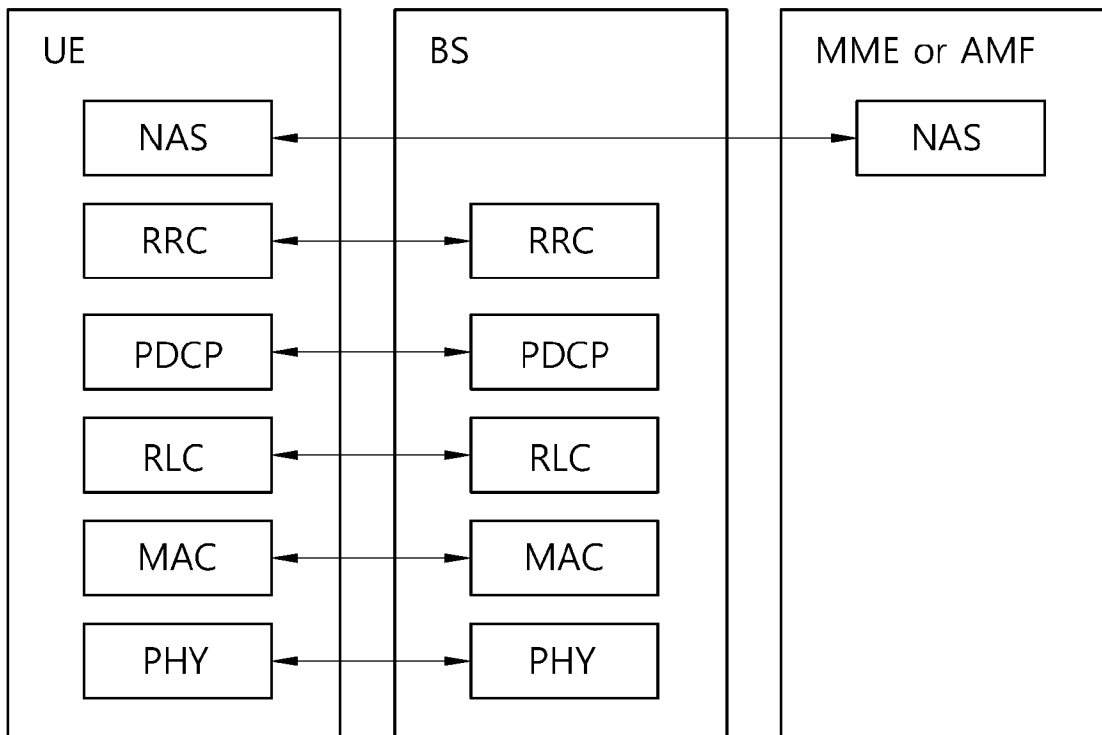 UE
BS
MME or AMF
NAS
NAS
RRC
RRC
PDCP
PDCP
RLC
RLC
MAC
MAC
PHY
PHY